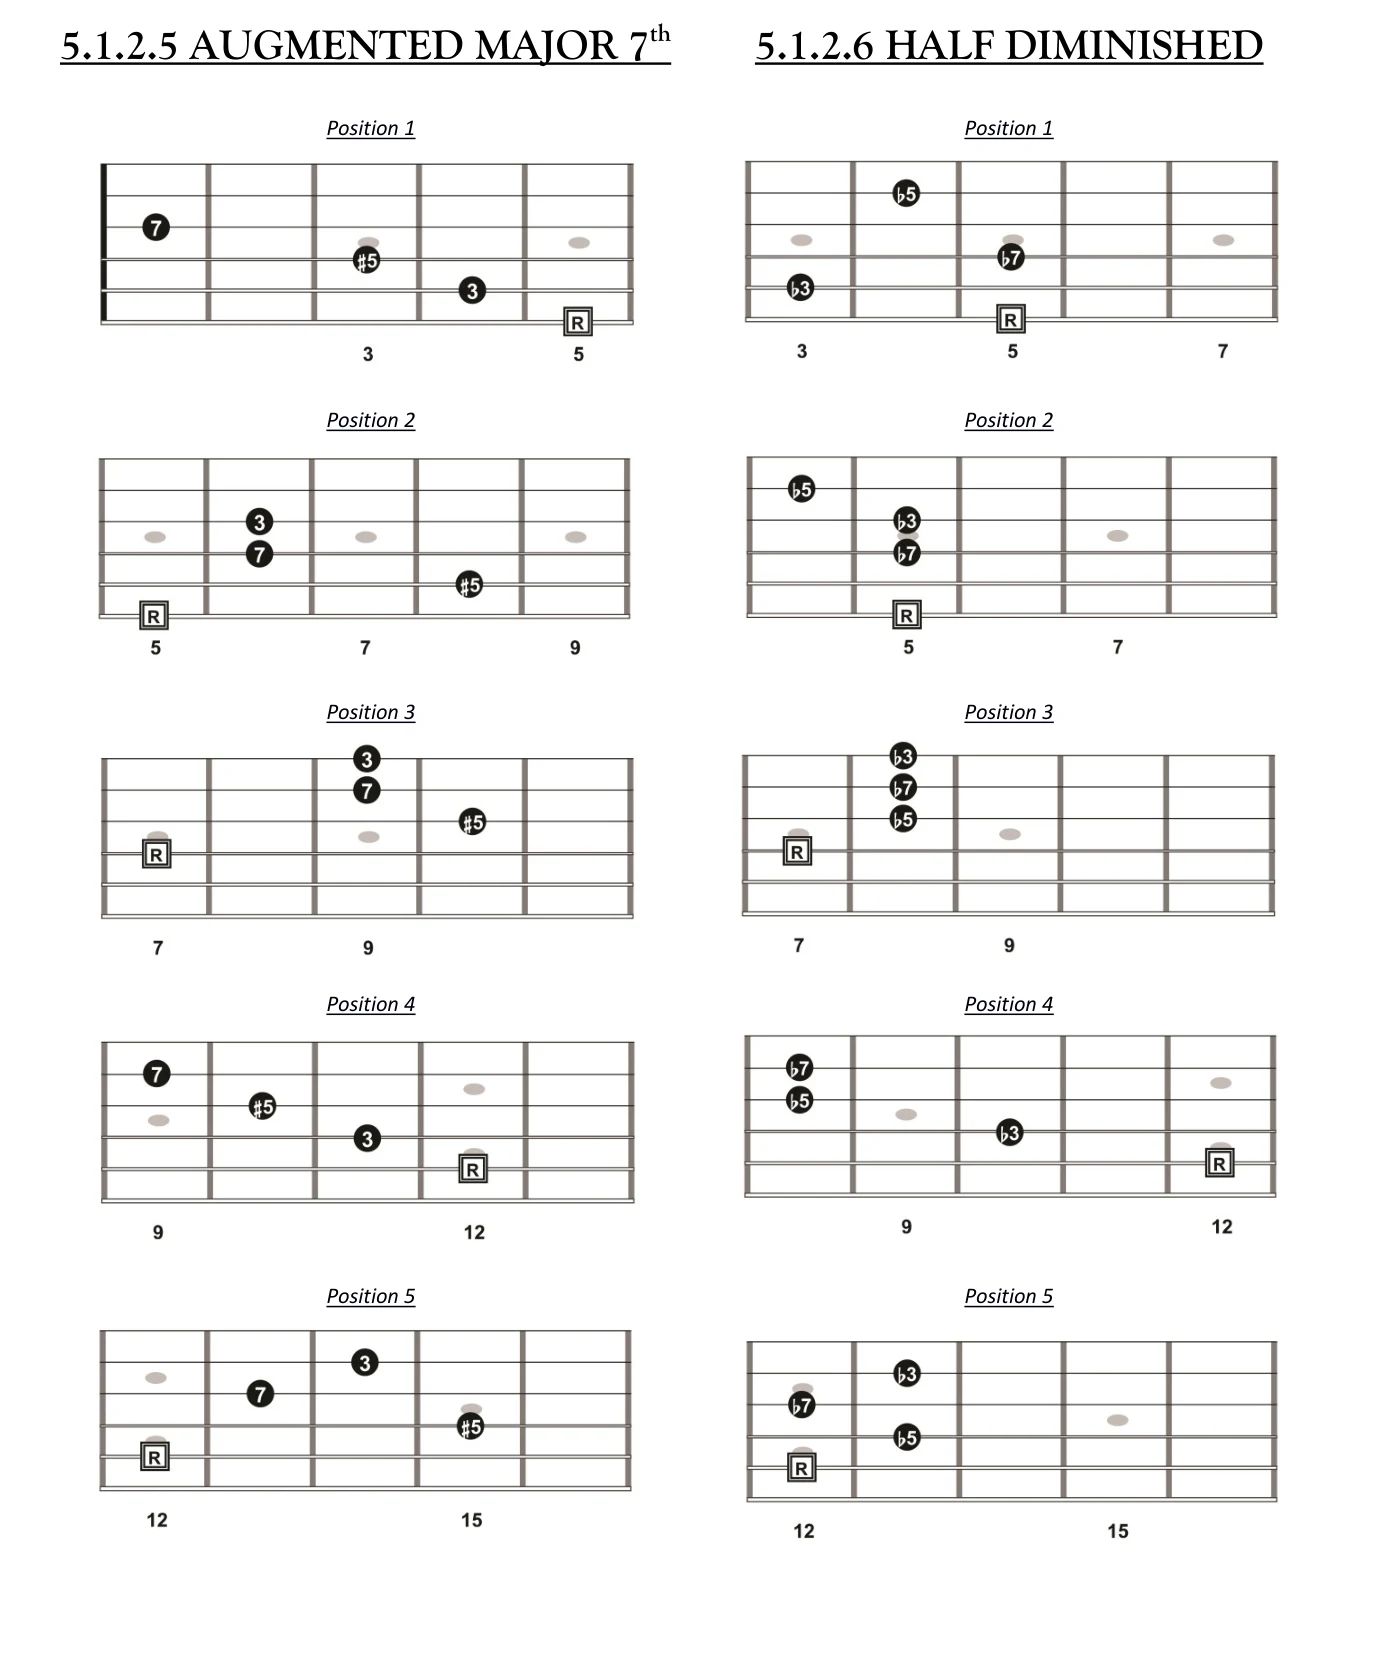 5.1.2.5 AUGMENTED MAJOR 7th
Position 1
7
♯5
3
R
3 5
Position 2
3
7
♯5
R
5 7 9
Position 3
3
7
♯5
R
7 9
Position 4
7
♯5
3
R
9 12
Position 5
3
7
♯5
R
12 15
5.1.2.6 HALF DIMINISHED
Position 1
♭5
♭7
♭3
R
3 5 7
Position 2
♭5
♭3
♭7
R
5 7
Position 3
♭3
♭7
♭5
R
7 9
Position 4
♭7
♭5
♭3
R
9 12
Position 5
♭3
♭7
♭5
R
12 15